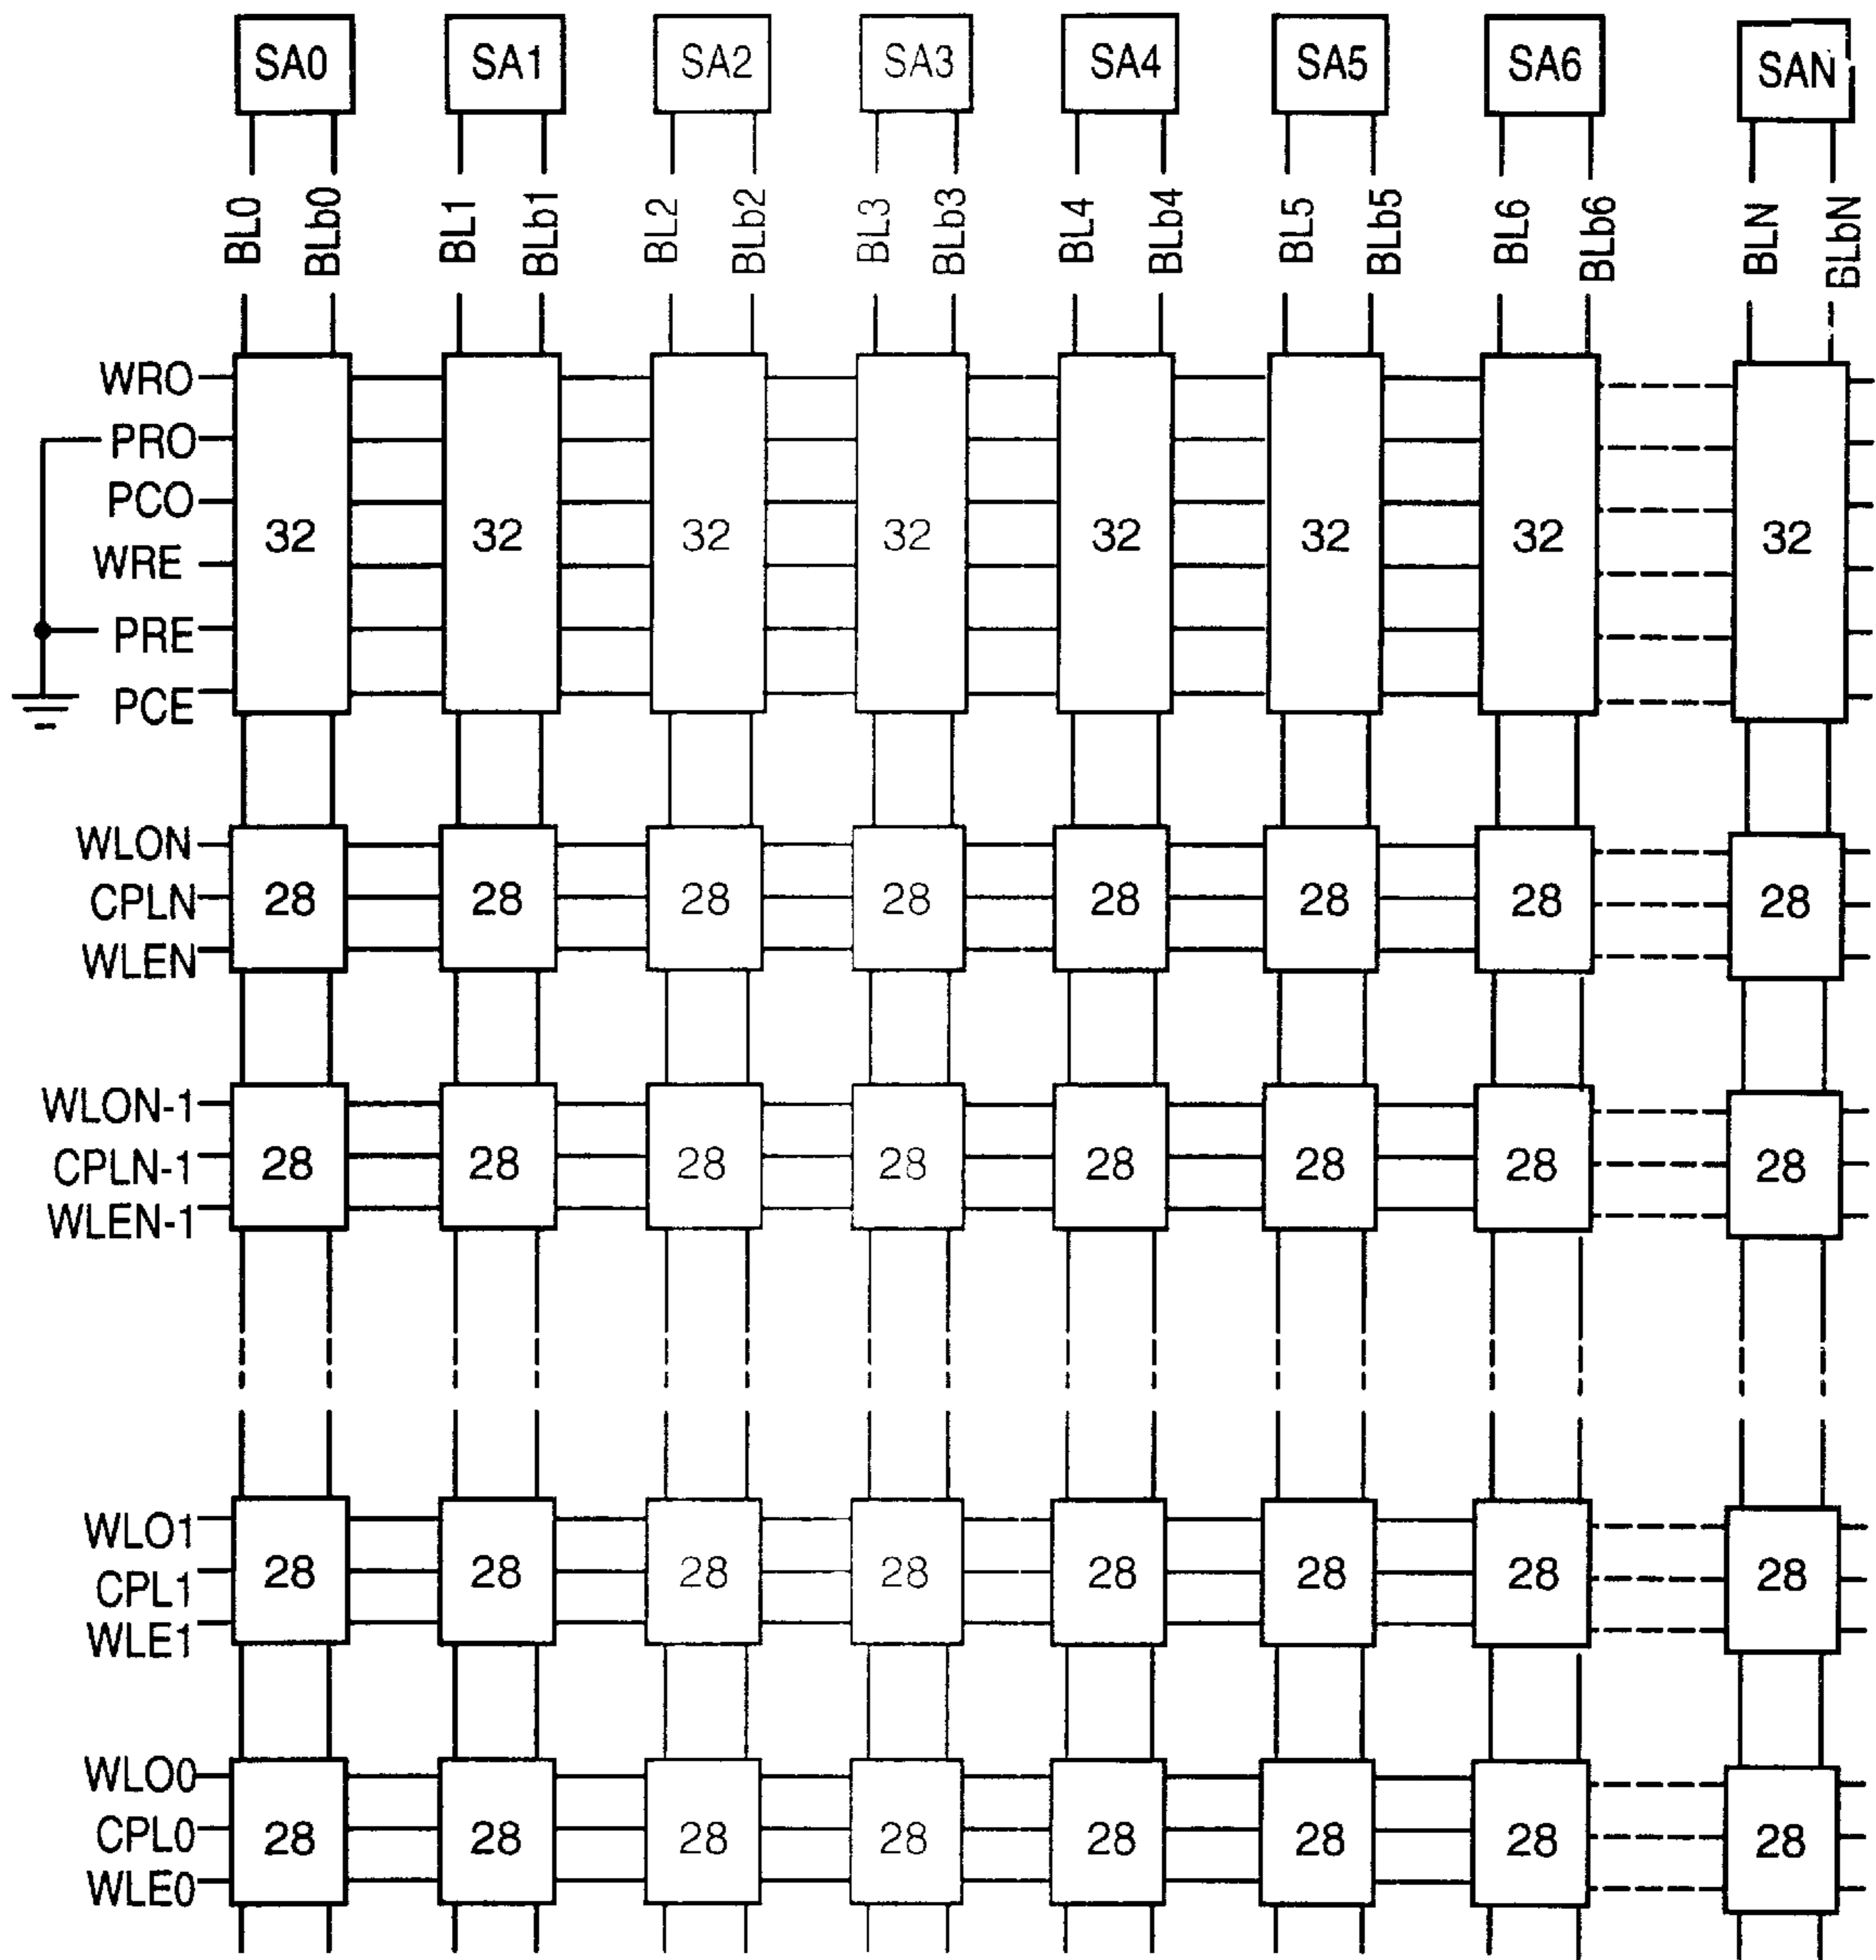 SA0 SA1 SA2 SA3 SA4 SA5 SA6 SAN
BL0 BLb0 BL1 BLb1 BL2 BLb2 BL3 BLb3 BL4 BLb4 BL5 BLb5 BL6 BLb6 BLN BLbN
WRO
PRO
PCO
32 32 32 32 32 32 32 32
WRE
PRE
PCE
WLON
CPLN 28 28 28 28 28 28 28 28
WLEN
WLON-1
CPLN-1 28 28 28 28 28 28 28 28
WLEN-1
WLO1
CPL1 28 28 28 28 28 28 28 28
WLE1
WLO0
CPL0 28 28 28 28 28 28 28 28
WLE0